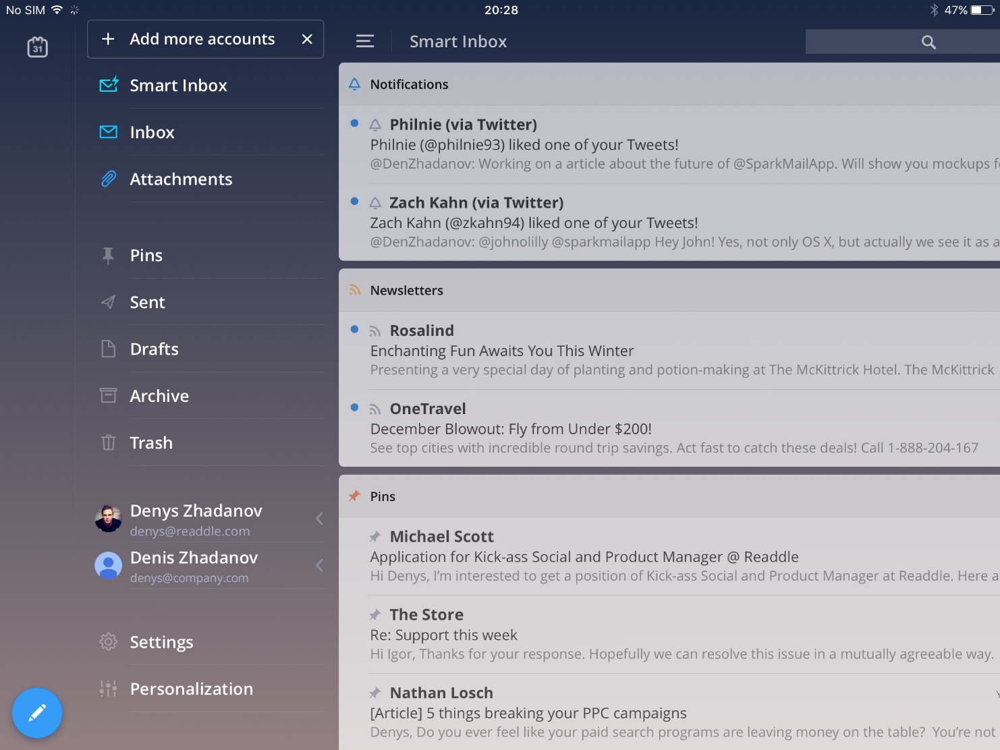 No SIM 20:28 47%
31
Add more accounts
Smart Inbox
Inbox
Attachments
Pins
Sent
Drafts
Archive
Trash
Denys Zhadanov
denys@readdle.com
Denis Zhadanov
denys@company.com
Settings
Personalization
Smart Inbox
Notifications
Philnie (via Twitter)
Philnie (@philnie93) liked one of your Tweets!
@DenZhadanov: Working on a article about the future of @SparkMailApp. Will show you mockups f
Zach Kahn (via Twitter)
Zach Kahn (@zkahn94) liked one of your Tweets!
@DenZhadanov: @johnolilly @sparkmailapp Hey John! Yes, not only OS X, but actually we see it as a
Newsletters
Rosalind
Enchanting Fun Awaits You This Winter
Presenting a very special day of planting and potion-making at The McKittrick Hotel. The McKittrick
OneTravel
December Blowout: Fly from Under $200!
See top cities with incredible round trip savings. Act fast to catch these deals! Call 1-888-204-167
Pins
Michael Scott
Application for Kick-ass Social and Product Manager @ Readdle
Hi Denys, I'm interested to get a position of Kick-ass Social and Product Manager at Readdle. Here a
The Store
Re: Support this week
Hi Igor, Thanks for your response. Hopefully we can resolve this issue in a mutually agreeable way.
Nathan Losch
[Article] 5 things breaking your PPC campaigns
Denys, Do you ever feel like your paid search programs are leaving money on the table? You're not